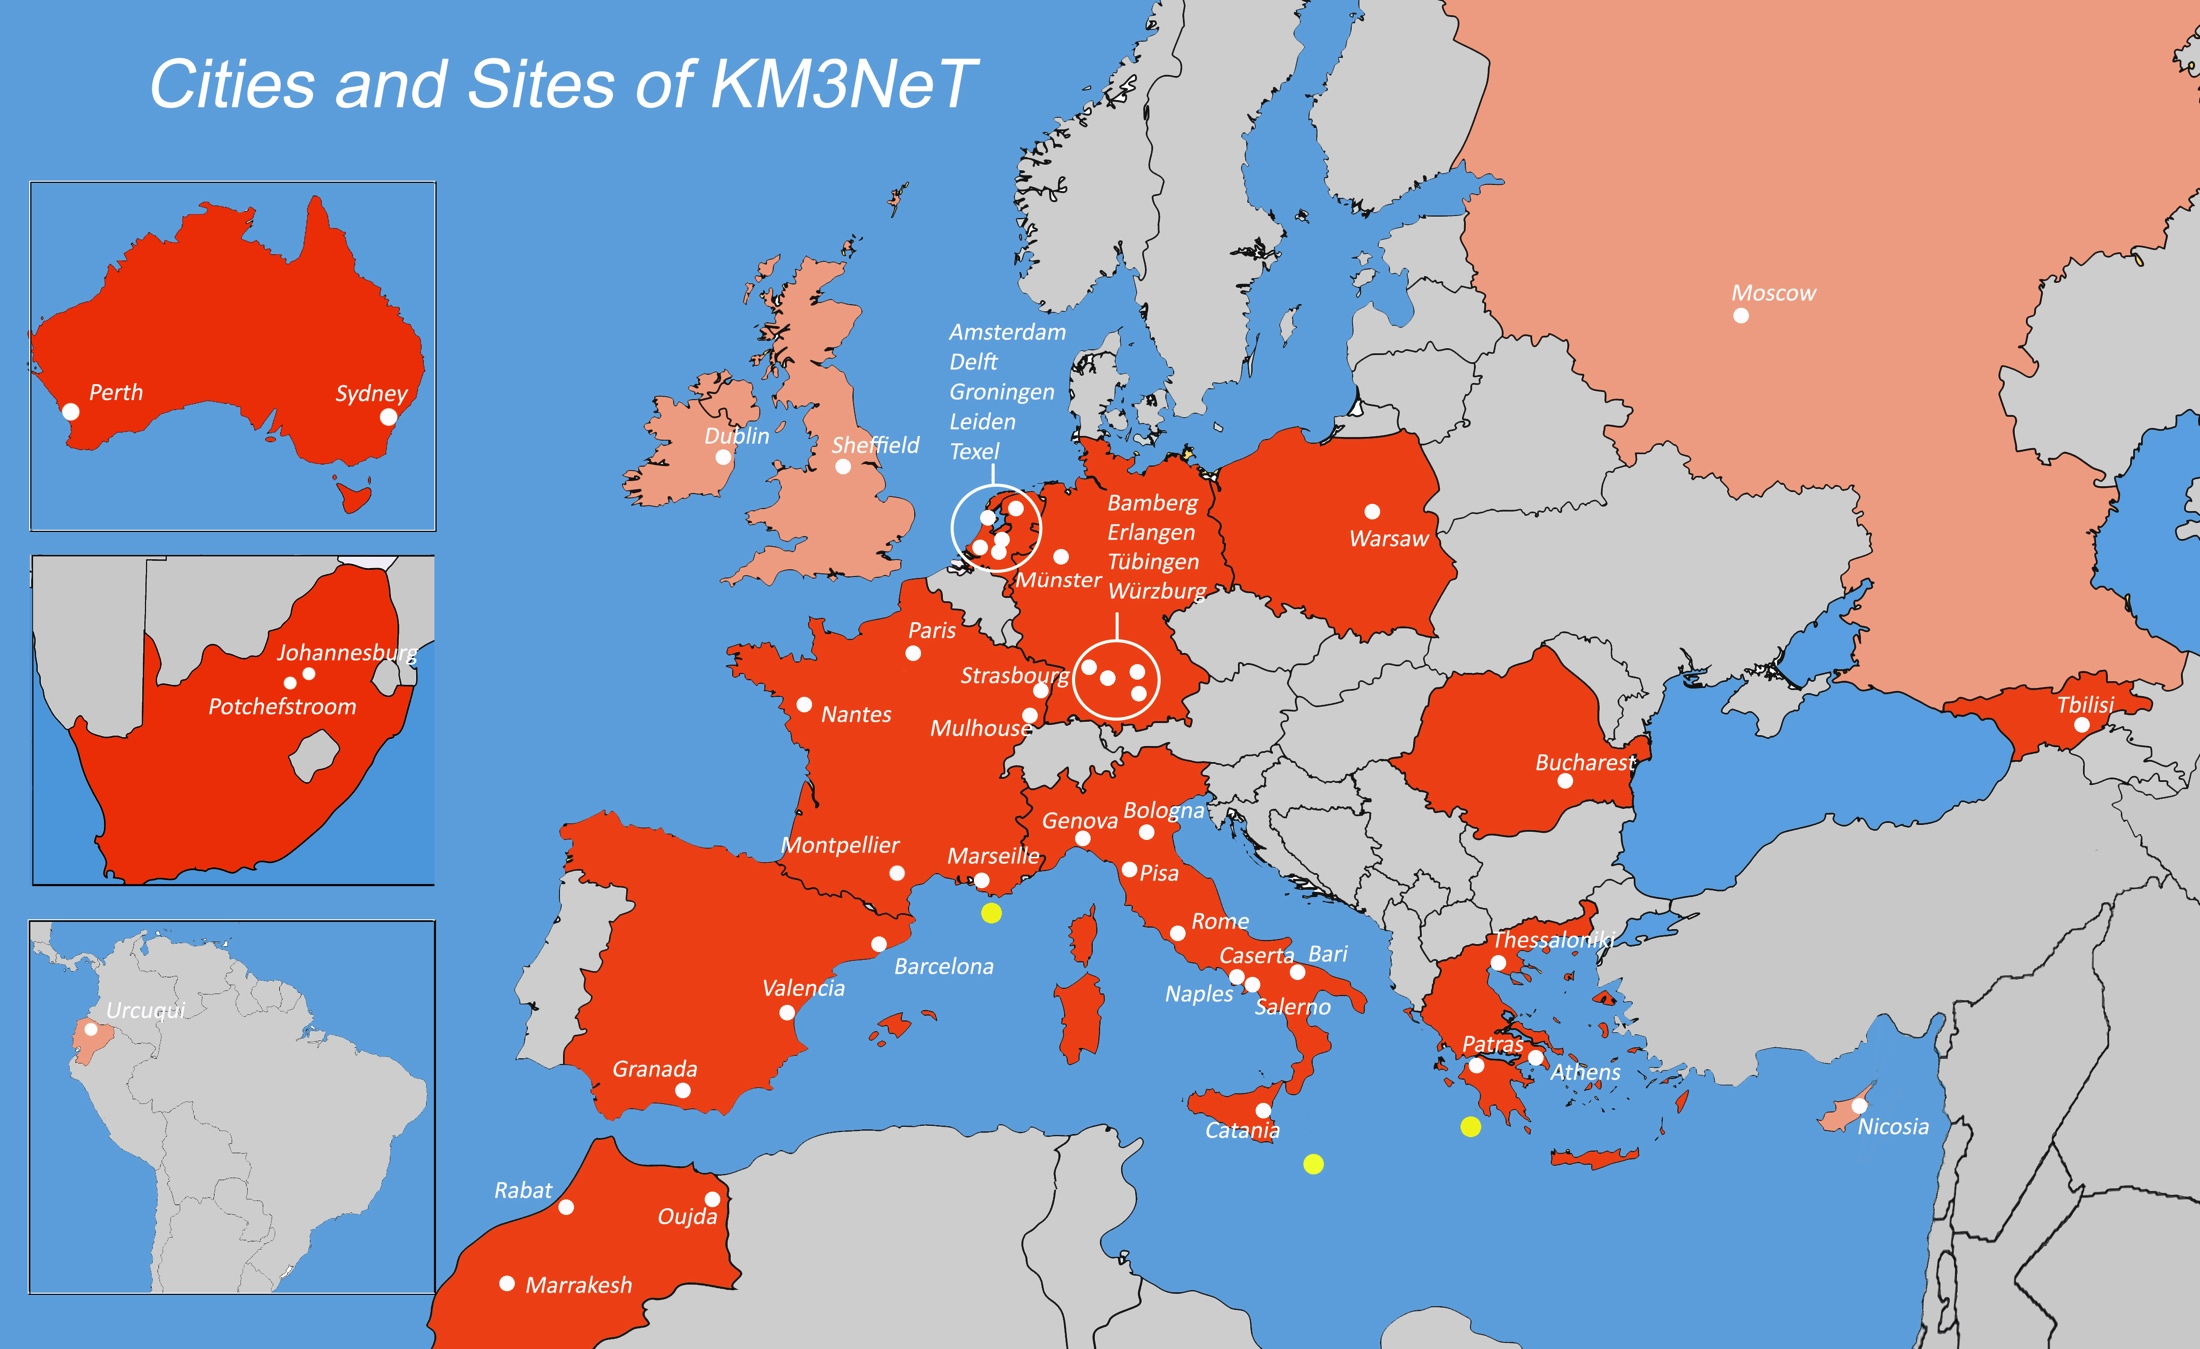 Cities and Sites of KM3NeT
Perth
Sydney
Johannesburg
Potchefstroom
Urcuqui
Moscow
Amsterdam
Delft
Groningen
Leiden
Texel
Dublin
Sheffield
Bamberg
Erlangen
Tübingen
Würzburg
Münster
Warsaw
Paris
Strasbourg
Nantes
Mulhouse
Tbilisi
Bucharest
Genova
Bologna
Montpellier
Marseille
Pisa
Rome
Thessaloniki
Caserta
Bari
Barcelona
Valencia
Naples
Salerno
Patras
Athens
Granada
Catania
Nicosia
Rabat
Oujda
Marrakesh